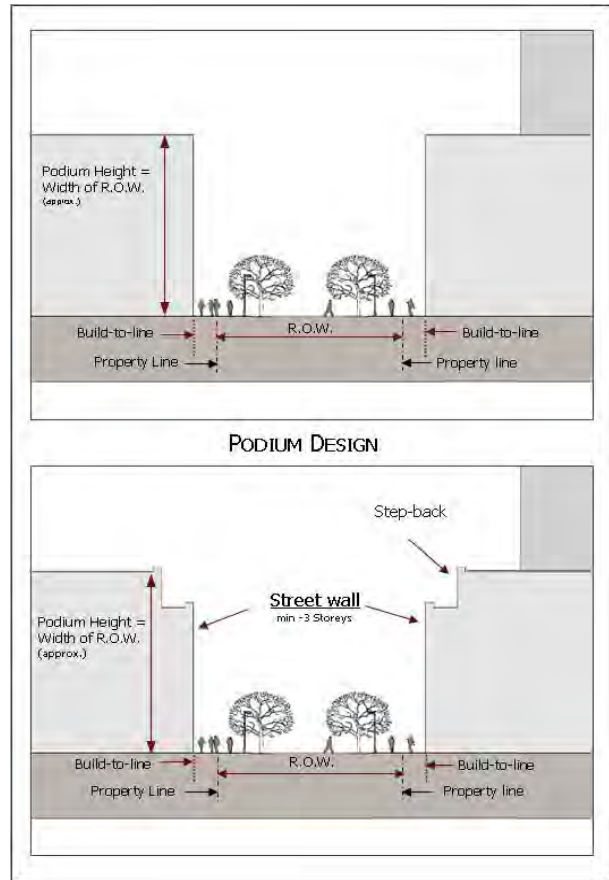 Podium Height =
Width of R.O.W.
(approx.)
Build-to-line
R.O.W.
Build-to-line
Property Line
Property line
PODIUM DESIGN
Step-back
Street wall
min -3 Storeys
Podium Height =
Width of R.O.W.
(approx.)
Build-to-line
R.O.W.
Build-to-line
Property Line
Property line